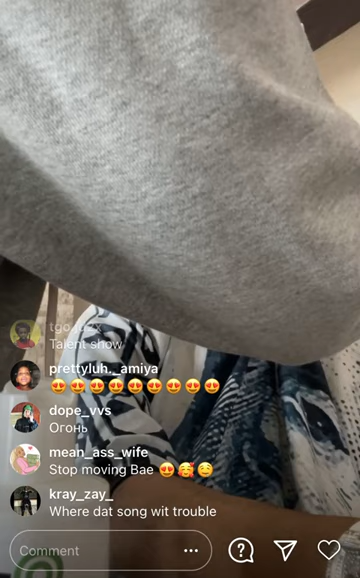 Talent show
prettyluh._amiya
😍😍😍😍😍😍😍😍😍
dope_vvs
Огонь
mean_ass_wife
Stop moving Bae 😍🥰☺️
kray_zay_
Where dat song wit trouble
Comment